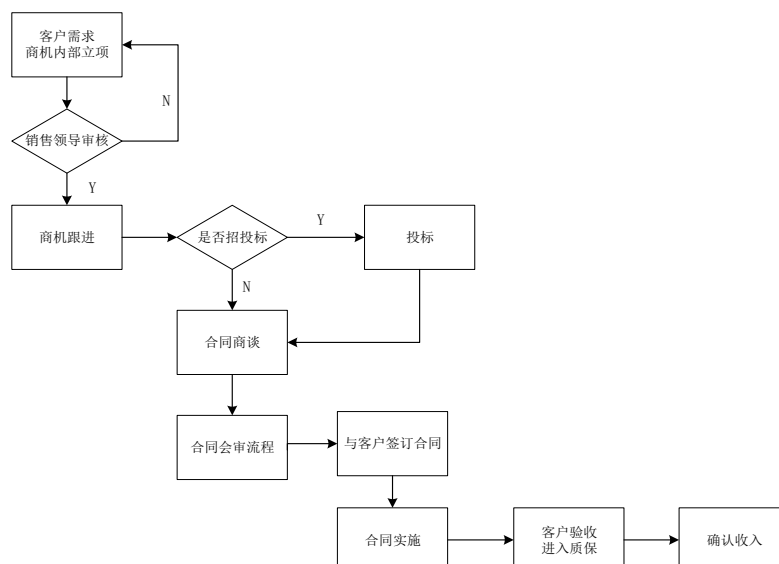 客户需求
商机内部立项
N
销售领导审核
Y
商机跟进
是否招投标
Y
投标
N
合同商谈
合同会审流程
与客户签订合同
合同实施
客户验收
进入质保
确认收入